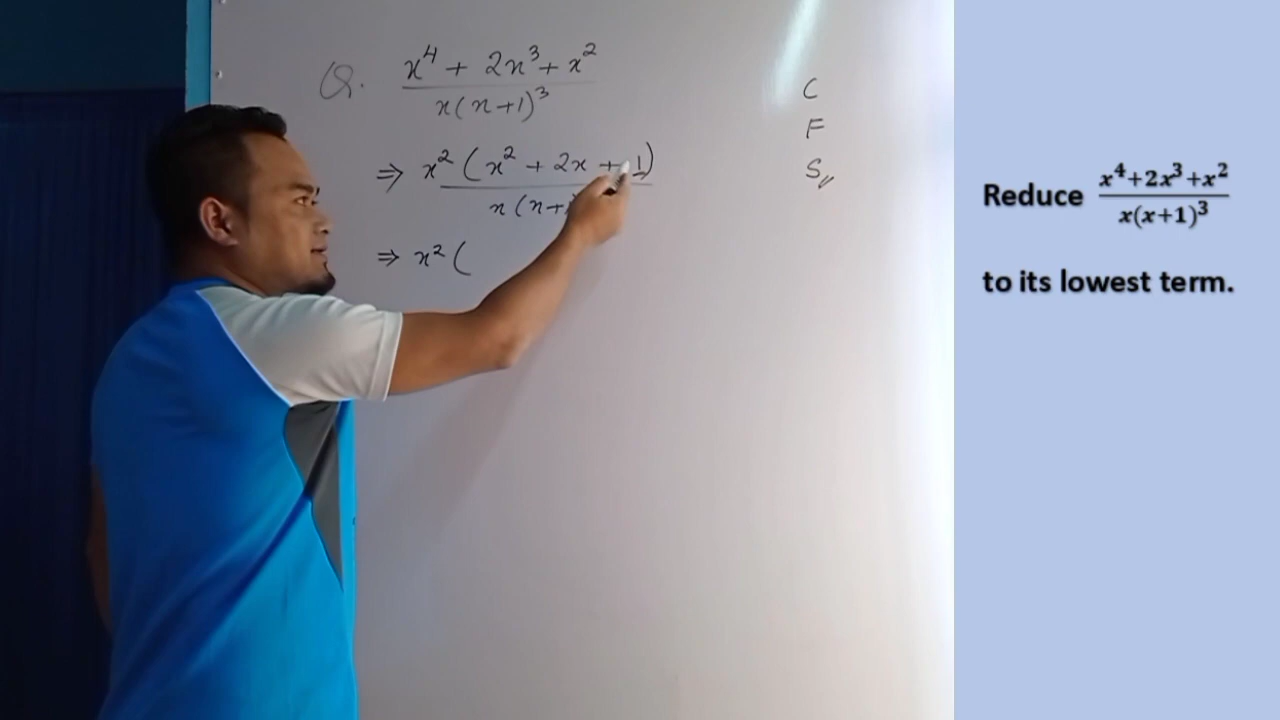 Q. x⁴ + 2x³ + x²
x(x+1)³
⇒ x² (x² + 2x + 1)
x(x+
⇒ x² (
C
F
S
Reduce x⁴+2x³+x²
x(x+1)³
to its lowest term.